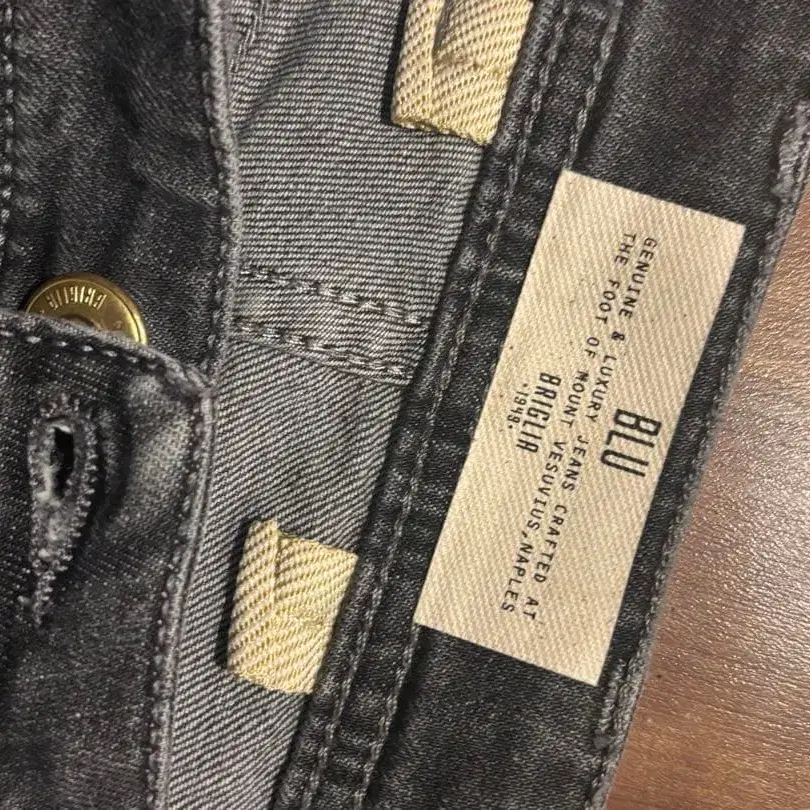 BLU
GENUINE & LUXURY JEANS CRAFTED AT
THE FOOT OF MOUNT VESUVIUS, NAPLES
BRIGLIA
·1949·
BRIGLIA